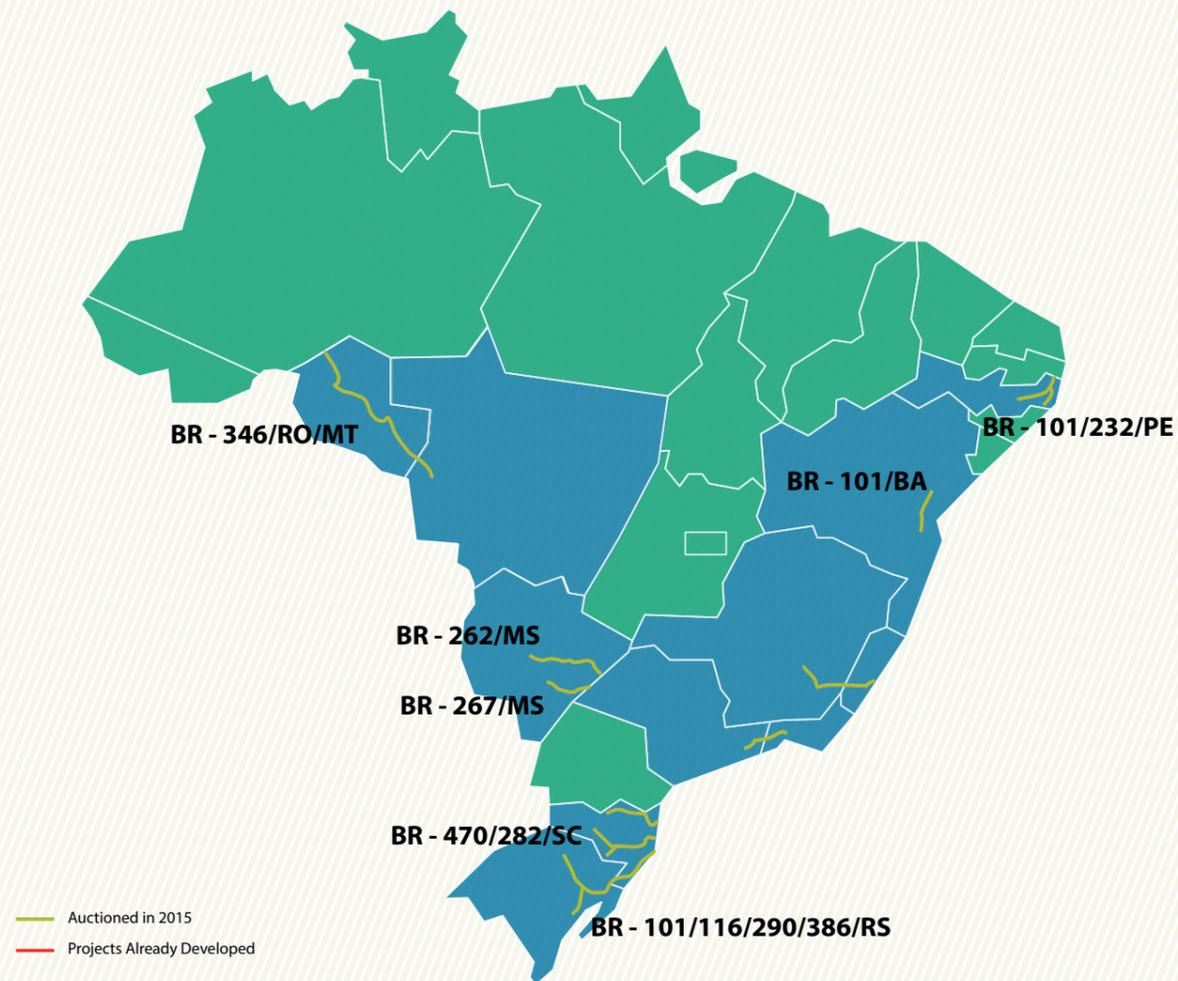 BR - 346/RO/MT
BR - 101/232/PE
BR - 101/BA
BR - 262/MS
BR - 267/MS
BR - 470/282/SC
BR - 101/116/290/386/RS
Auctioned in 2015
Projects Already Developed